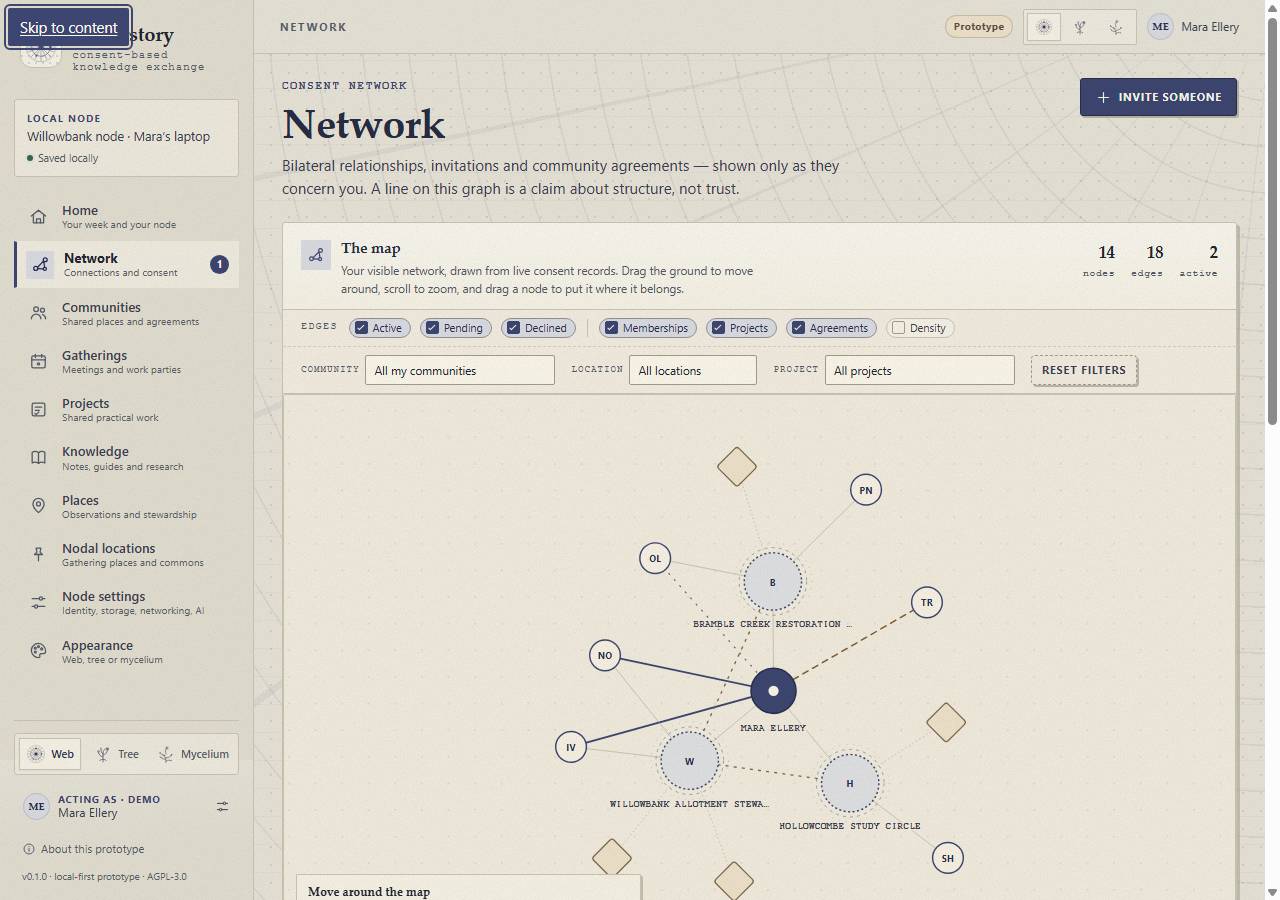 Skip to content
story
consent-based
knowledge exchange
LOCAL NODE
Willowbank node · Mara's laptop
Saved locally
Home
Your week and your node
Network
Connections and consent
1
Communities
Shared places and agreements
Gatherings
Meetings and work parties
Projects
Shared practical work
Knowledge
Notes, guides and research
Places
Observations and stewardship
Nodal locations
Gathering places and commons
Node settings
Identity, storage, networking, AI
Appearance
Web, tree or mycelium
Web Tree Mycelium
ME
ACTING AS · DEMO
Mara Ellery
About this prototype
v0.1.0 · local-first prototype · AGPL-3.0
NETWORK
Prototype
ME Mara Ellery
CONSENT NETWORK
Network
INVITE SOMEONE
Bilateral relationships, invitations and community agreements — shown only as they
concern you. A line on this graph is a claim about structure, not trust.
The map
Your visible network, drawn from live consent records. Drag the ground to move
around, scroll to zoom, and drag a node to put it where it belongs.
14 18 2
nodes edges active
EDGES Active Pending Declined Memberships Projects Agreements Density
COMMUNITY All my communities LOCATION All locations PROJECT All projects RESET FILTERS
PN
OL
B
TR
BRAMBLE CREEK RESTORATION …
NO
MARA ELLERY
IV
W
H
WILLOWBANK ALLOTMENT STEWA…
HOLLOWCOMBE STUDY CIRCLE
SH
Move around the map